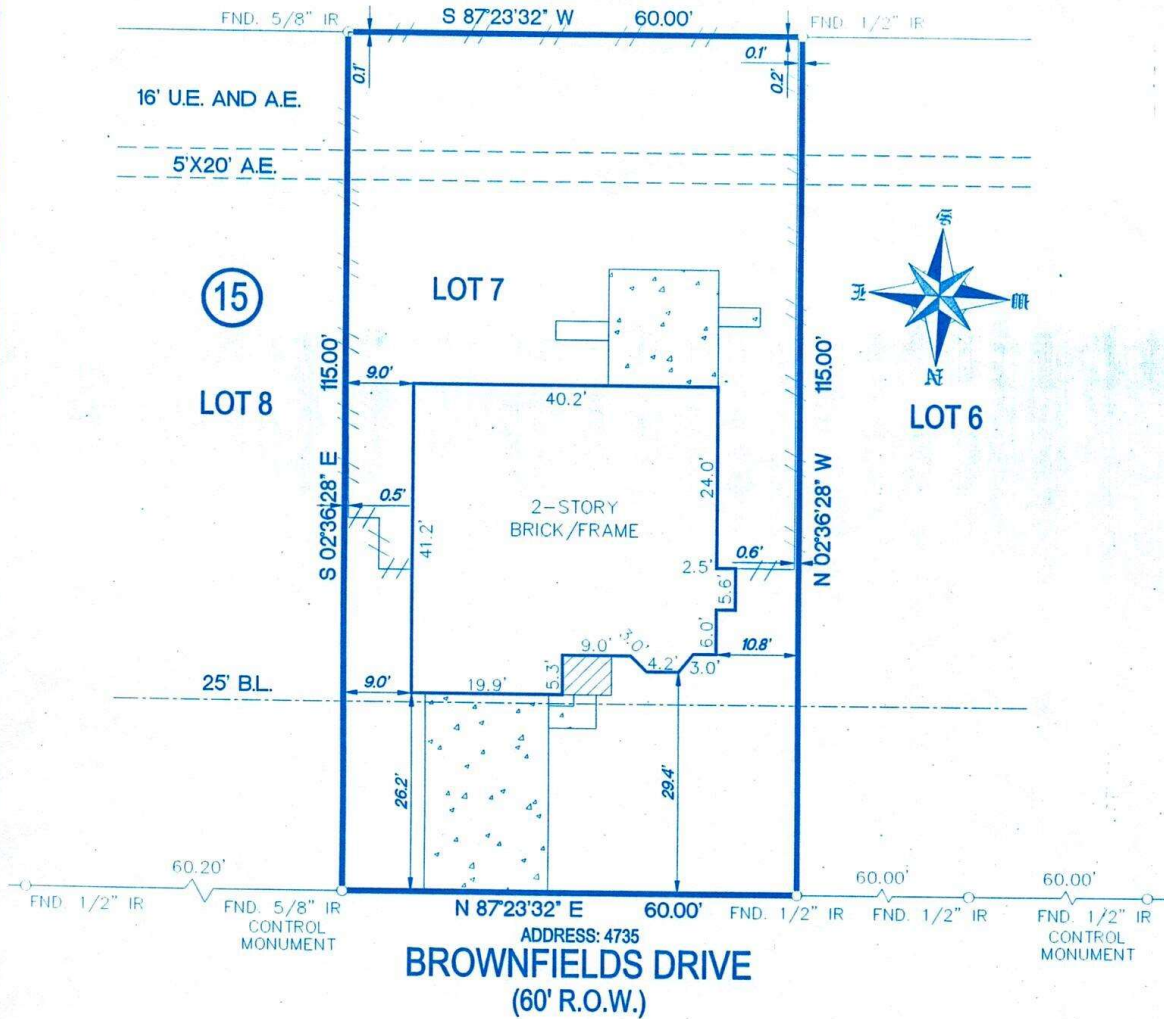 FND. 5/8" IR
S 87°23'32" W 60.00'
FND. 1/2" IR
0.1'
0.1'
0.2'
16' U.E. AND A.E.
5'X20' A.E.
15
LOT 7
S
E
W
N
LOT 8
115.00'
S 02°36'28" E
9.0'
40.2'
115.00'
N 02°36'28" W
LOT 6
24.0'
0.5'
41.2'
2-STORY
BRICK/FRAME
2.5'
0.6'
5.6'
6.0'
10.8'
9.0'
3.0'
4.2'
3.0'
5.3'
25' B.L.
9.0'
19.9'
26.2'
29.4'
60.20'
60.00'
60.00'
FND. 1/2" IR
FND. 5/8" IR
CONTROL
MONUMENT
N 87°23'32" E 60.00'
FND. 1/2" IR
FND. 1/2" IR
FND. 1/2" IR
CONTROL
MONUMENT
ADDRESS: 4735
BROWNFIELDS DRIVE
(60' R.O.W.)